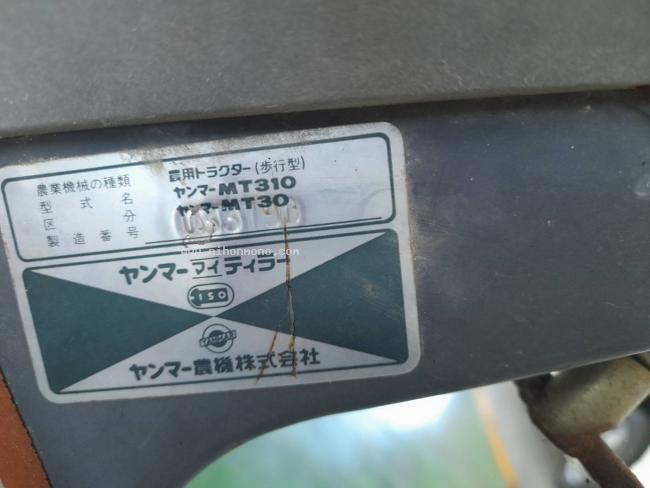 農業機械の種類 農用トラクター(歩行型)
型式名 ヤンマーMT310
区分 ヤンマーMT30
製造番号
www.nihonmono.com
ヤンマーマイティラー
ISO
YANMAR
ヤンマー農機株式会社